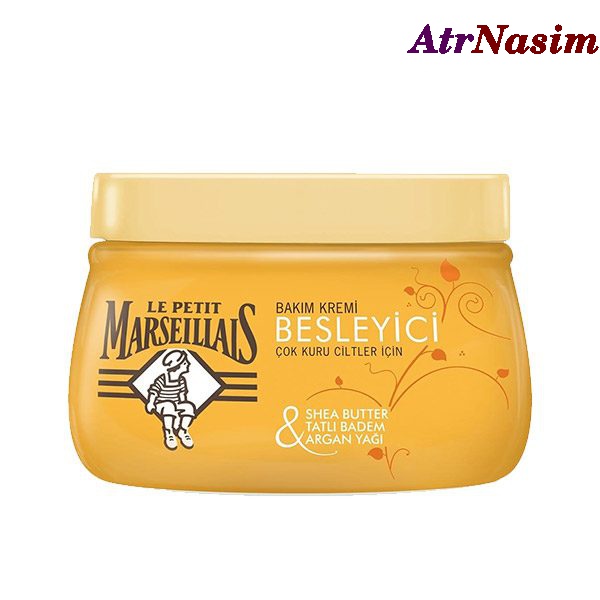 AtrNasim
LE PETIT
MARSEILLAIS
BAKIM KREMİ
BESLEYİCİ
ÇOK KURU CİLTLER İÇİN
& SHEA BUTTER
TATLI BADEM
ARGAN YAĞI